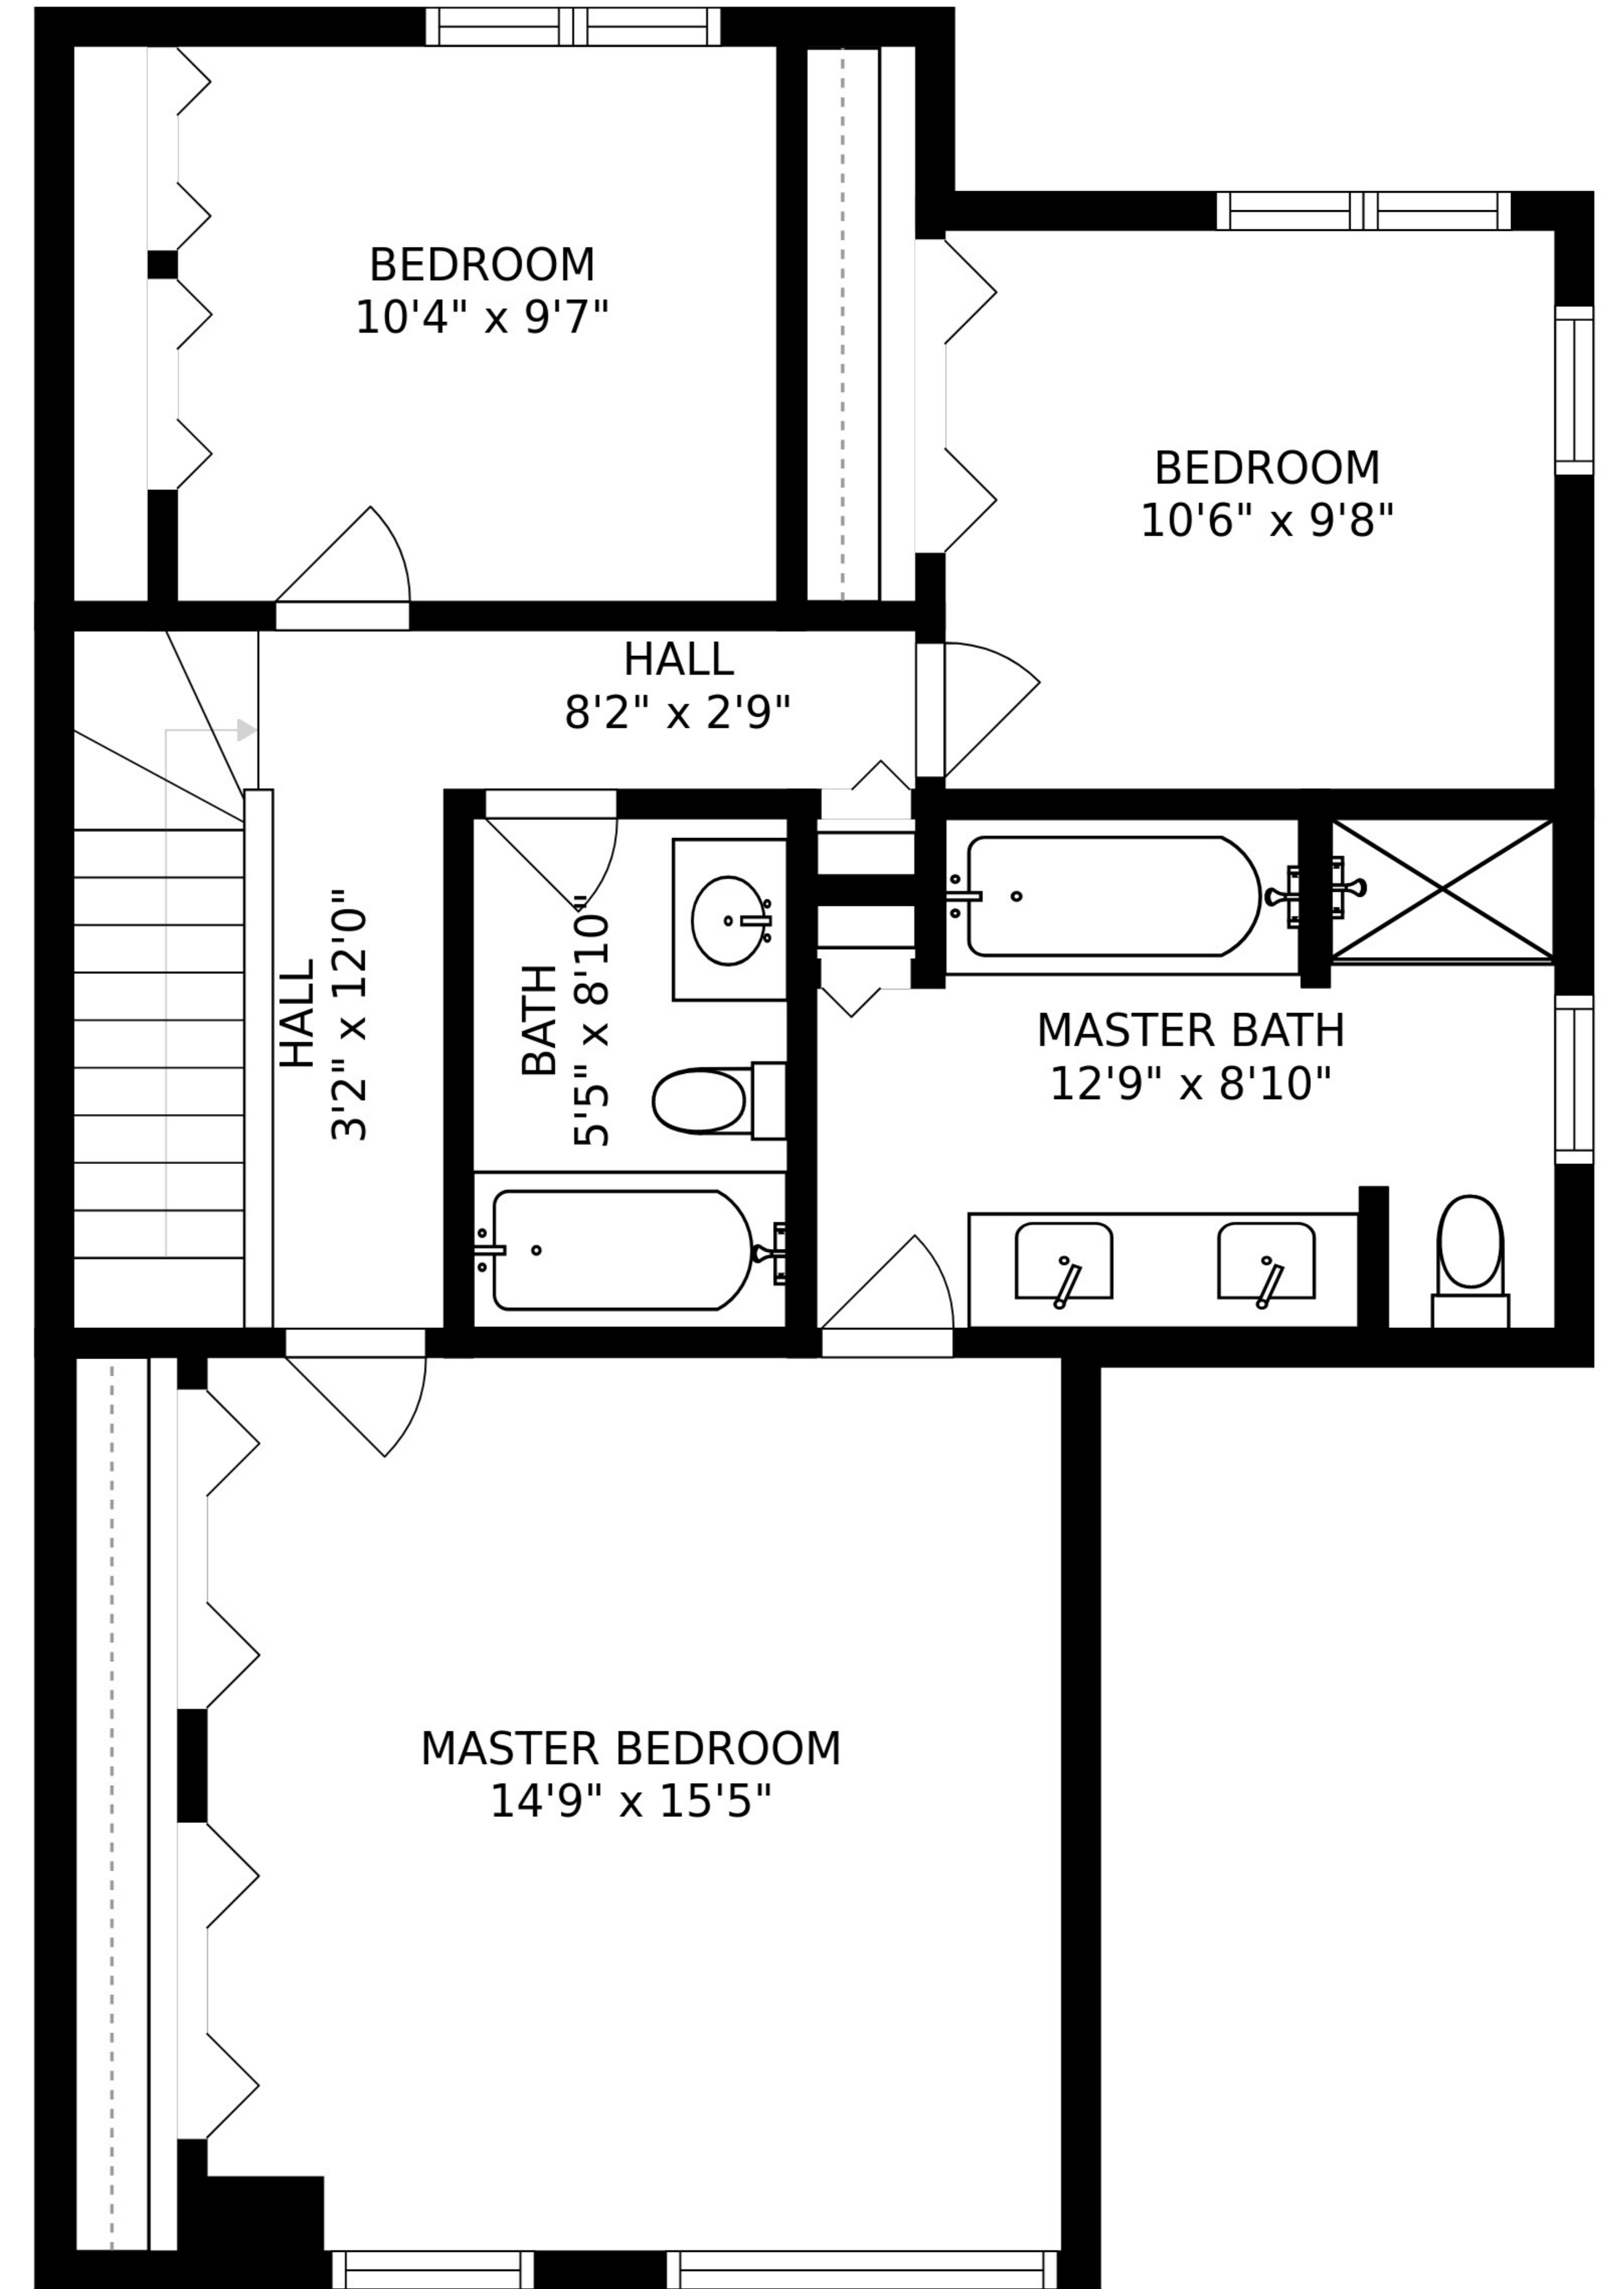 BEDROOM
10'4" x 9'7"
BEDROOM
10'6" x 9'8"
HALL
8'2" x 2'9"
HALL
3'2" x 12'0"
BATH
5'5" x 8'10"
MASTER BATH
12'9" x 8'10"
MASTER BEDROOM
14'9" x 15'5"